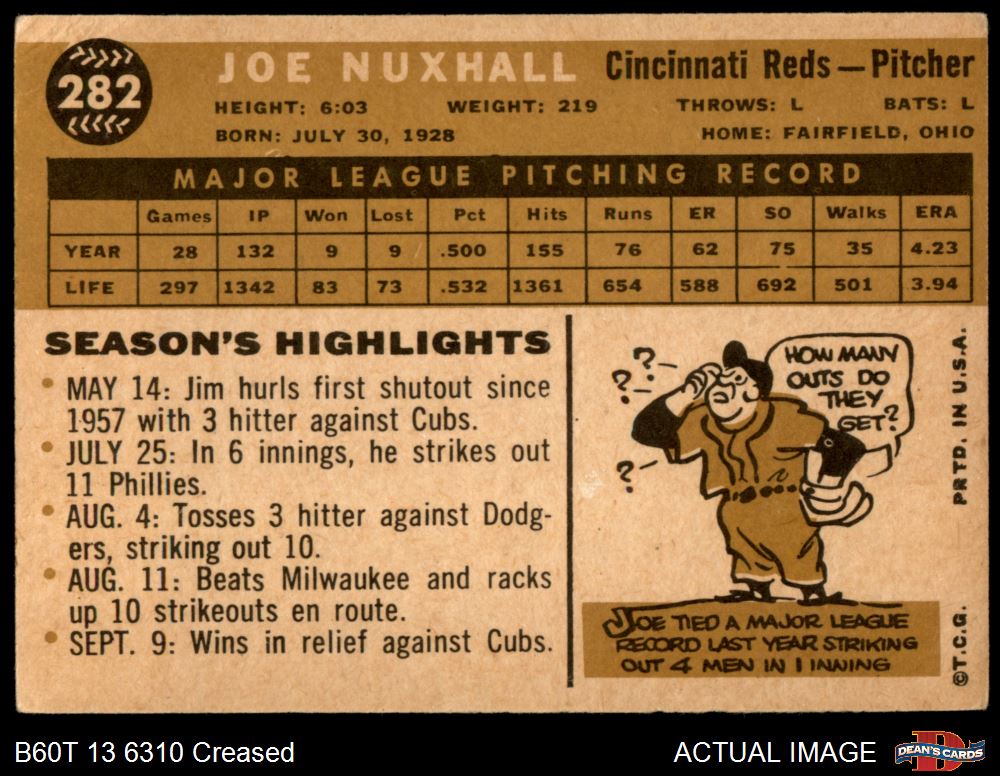 282
JOE NUXHALL Cincinnati Reds—Pitcher
HEIGHT: 6:03 WEIGHT: 219 THROWS: L BATS: L
BORN: JULY 30, 1928 HOME: FAIRFIELD, OHIO
MAJOR LEAGUE PITCHING RECORD
Games IP Won Lost Pct Hits Runs ER SO Walks ERA
YEAR 28 132 9 9 .500 155 76 62 75 35 4.23
LIFE 297 1342 83 73 .532 1361 654 588 692 501 3.94
SEASON'S HIGHLIGHTS
• MAY 14: Jim hurls first shutout since
1957 with 3 hitter against Cubs.
• JULY 25: In 6 innings, he strikes out
11 Phillies.
• AUG. 4: Tosses 3 hitter against Dodg-
ers, striking out 10.
• AUG. 11: Beats Milwaukee and racks
up 10 strikeouts en route.
• SEPT. 9: Wins in relief against Cubs.
? ? ?
HOW MANY
OUTS DO
THEY
GET?
JOE TIED A MAJOR LEAGUE
RECORD LAST YEAR STRIKING
OUT 4 MEN IN 1 INNING
©T.C.G. PRTD. IN U.S.A.
B60T 13 6310 Creased ACTUAL IMAGE
DEAN'S CARDS